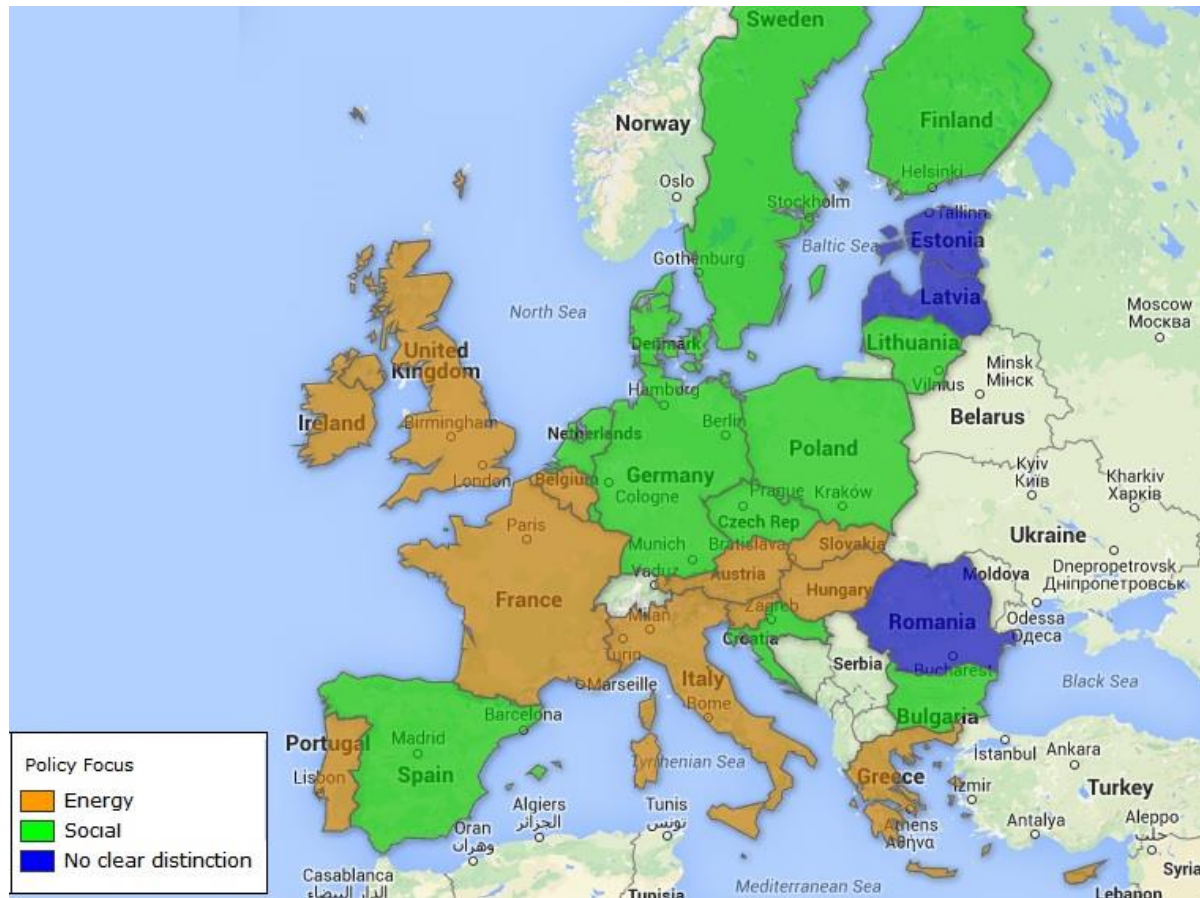 Sweden
Norway
Finland
Oslo
Helsinki
Stockholm
Tallinn
Baltic Sea
Estonia
Gothenburg
North Sea
Latvia
Moscow
Москва
Denmark
Lithuania
United
Kingdom
Vilnius
Minsk
Мінск
Hamburg
Ireland
Birmingham
Berlin
Belarus
Netherlands
Poland
London
Belgium
Germany
Cologne
Prague
Kraków
Kyiv
Київ
Kharkiv
Харків
Paris
Czech Rep
Munich
Bratislava
Slovakia
Ukraine
Vaduz
Austria
Hungary
Moldova
Dnepropetrovsk
Дніпропетровськ
France
Milan
Zagreb
Romania
Odessa
Одеса
Turin
Croatia
Serbia
Bucharest
Marseille
Italy
Rome
Black Sea
Barcelona
Bulgaria
Portugal
Madrid
İstanbul
Ankara
Lisbon
Spain
Tyrrhenian Sea
Greece
İzmir
Turkey
Algiers
الجزائر
Tunis
تونس
Athens
Αθήνα
Antalya
Aleppo
حلب
Oran
وهران
Casablanca
الدار البيضاء
Tunisia
Mediterranean Sea
Syria
Lebanon
Policy Focus
Energy
Social
No clear distinction